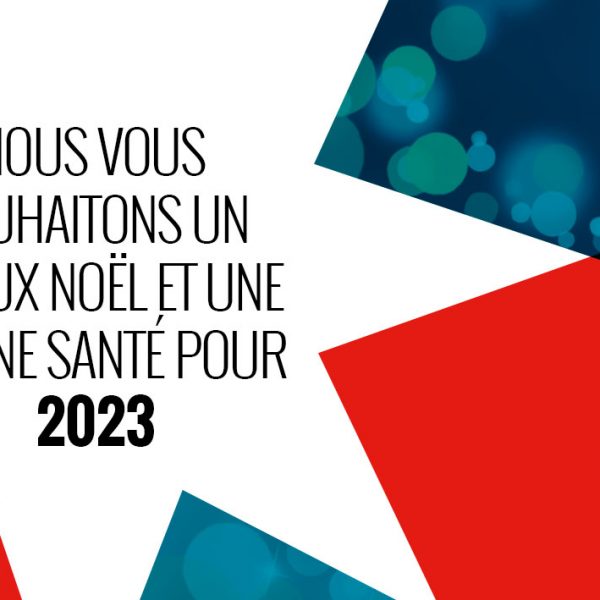 NOUS VOUS
UHAITONS UN
UX NOËL ET UNE
NE SANTÉ POUR
2023